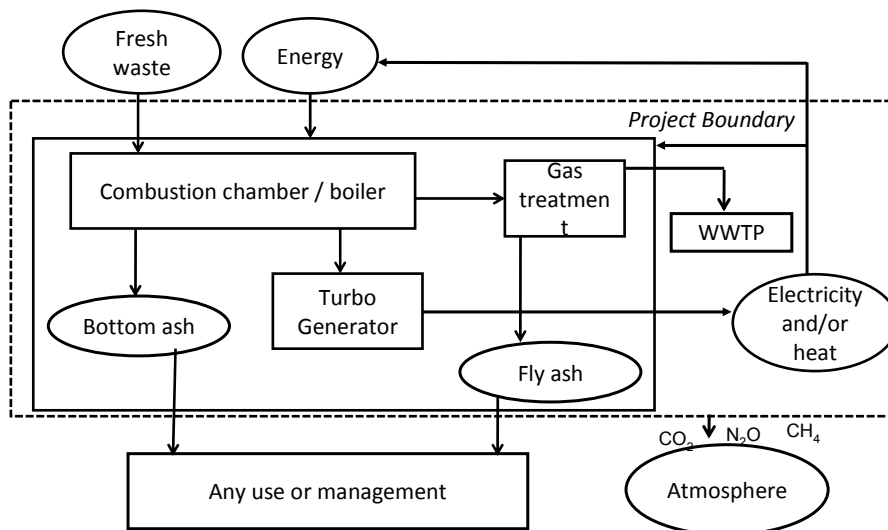 Fresh
waste
Energy
Project Boundary
Combustion chamber / boiler
Gas
treatmen
t
WWTP
Bottom ash
Turbo
Generator
Electricity
and/or
heat
Fly ash
CO₂
N₂O
CH₄
Any use or management
Atmosphere